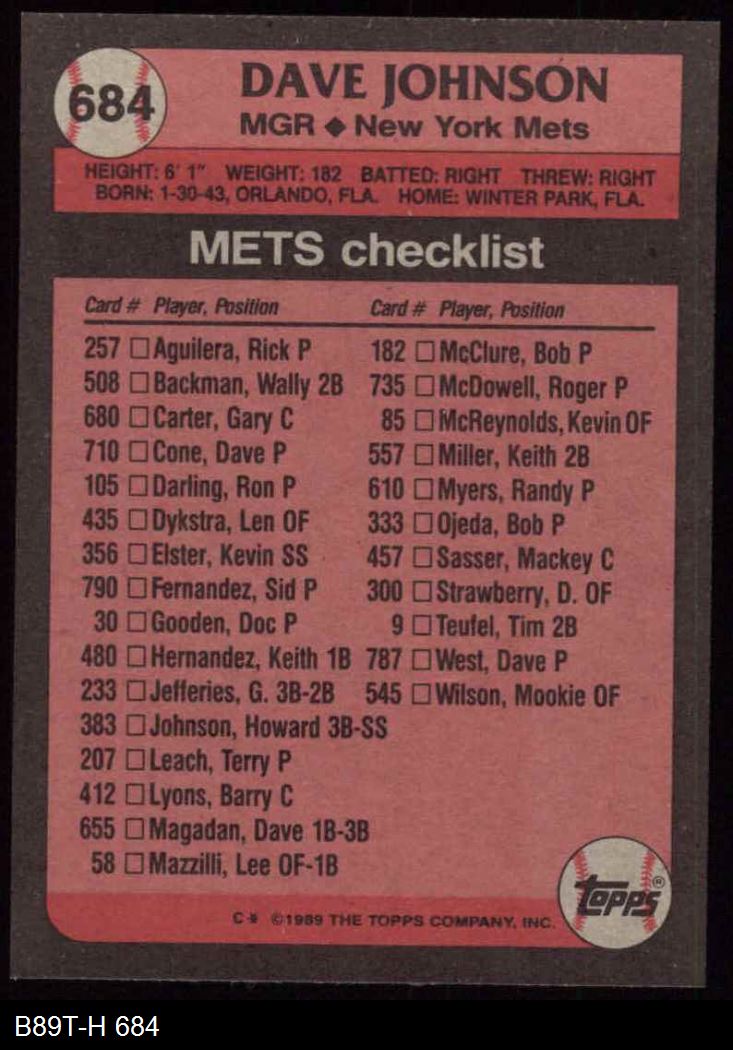 684
DAVE JOHNSON
MGR ◆ New York Mets
HEIGHT: 6' 1" WEIGHT: 182 BATTED: RIGHT THREW: RIGHT
BORN: 1-30-43, ORLANDO, FLA. HOME: WINTER PARK, FLA.
METS checklist
Card # Player, Position
257 □ Aguilera, Rick P
508 □ Backman, Wally 2B
680 □ Carter, Gary C
710 □ Cone, Dave P
105 □ Darling, Ron P
435 □ Dykstra, Len OF
356 □ Elster, Kevin SS
790 □ Fernandez, Sid P
30 □ Gooden, Doc P
480 □ Hernandez, Keith 1B
233 □ Jefferies, G. 3B-2B
383 □ Johnson, Howard 3B-SS
207 □ Leach, Terry P
412 □ Lyons, Barry C
655 □ Magadan, Dave 1B-3B
58 □ Mazzilli, Lee OF-1B
Card # Player, Position
182 □ McClure, Bob P
735 □ McDowell, Roger P
85 □ McReynolds, Kevin OF
557 □ Miller, Keith 2B
610 □ Myers, Randy P
333 □ Ojeda, Bob P
457 □ Sasser, Mackey C
300 □ Strawberry, D. OF
9 □ Teufel, Tim 2B
787 □ West, Dave P
545 □ Wilson, Mookie OF
C* ©1989 THE TOPPS COMPANY, INC.
Topps®
B89T-H 684